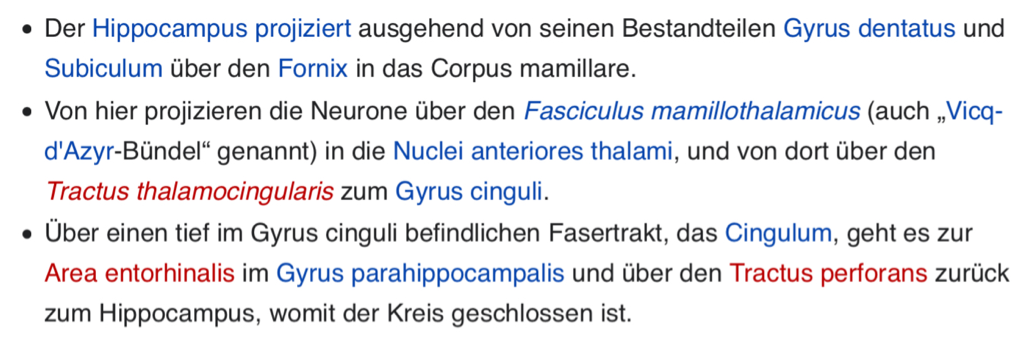 • Der Hippocampus projiziert ausgehend von seinen Bestandteilen Gyrus dentatus und
Subiculum über den Fornix in das Corpus mamillare.
• Von hier projizieren die Neurone über den Fasciculus mamillothalamicus (auch „Vicq-
d'Azyr-Bündel“ genannt) in die Nuclei anteriores thalami, und von dort über den
Tractus thalamocingularis zum Gyrus cinguli.
• Über einen tief im Gyrus cinguli befindlichen Fasertrakt, das Cingulum, geht es zur
Area entorhinalis im Gyrus parahippocampalis und über den Tractus perforans zurück
zum Hippocampus, womit der Kreis geschlossen ist.